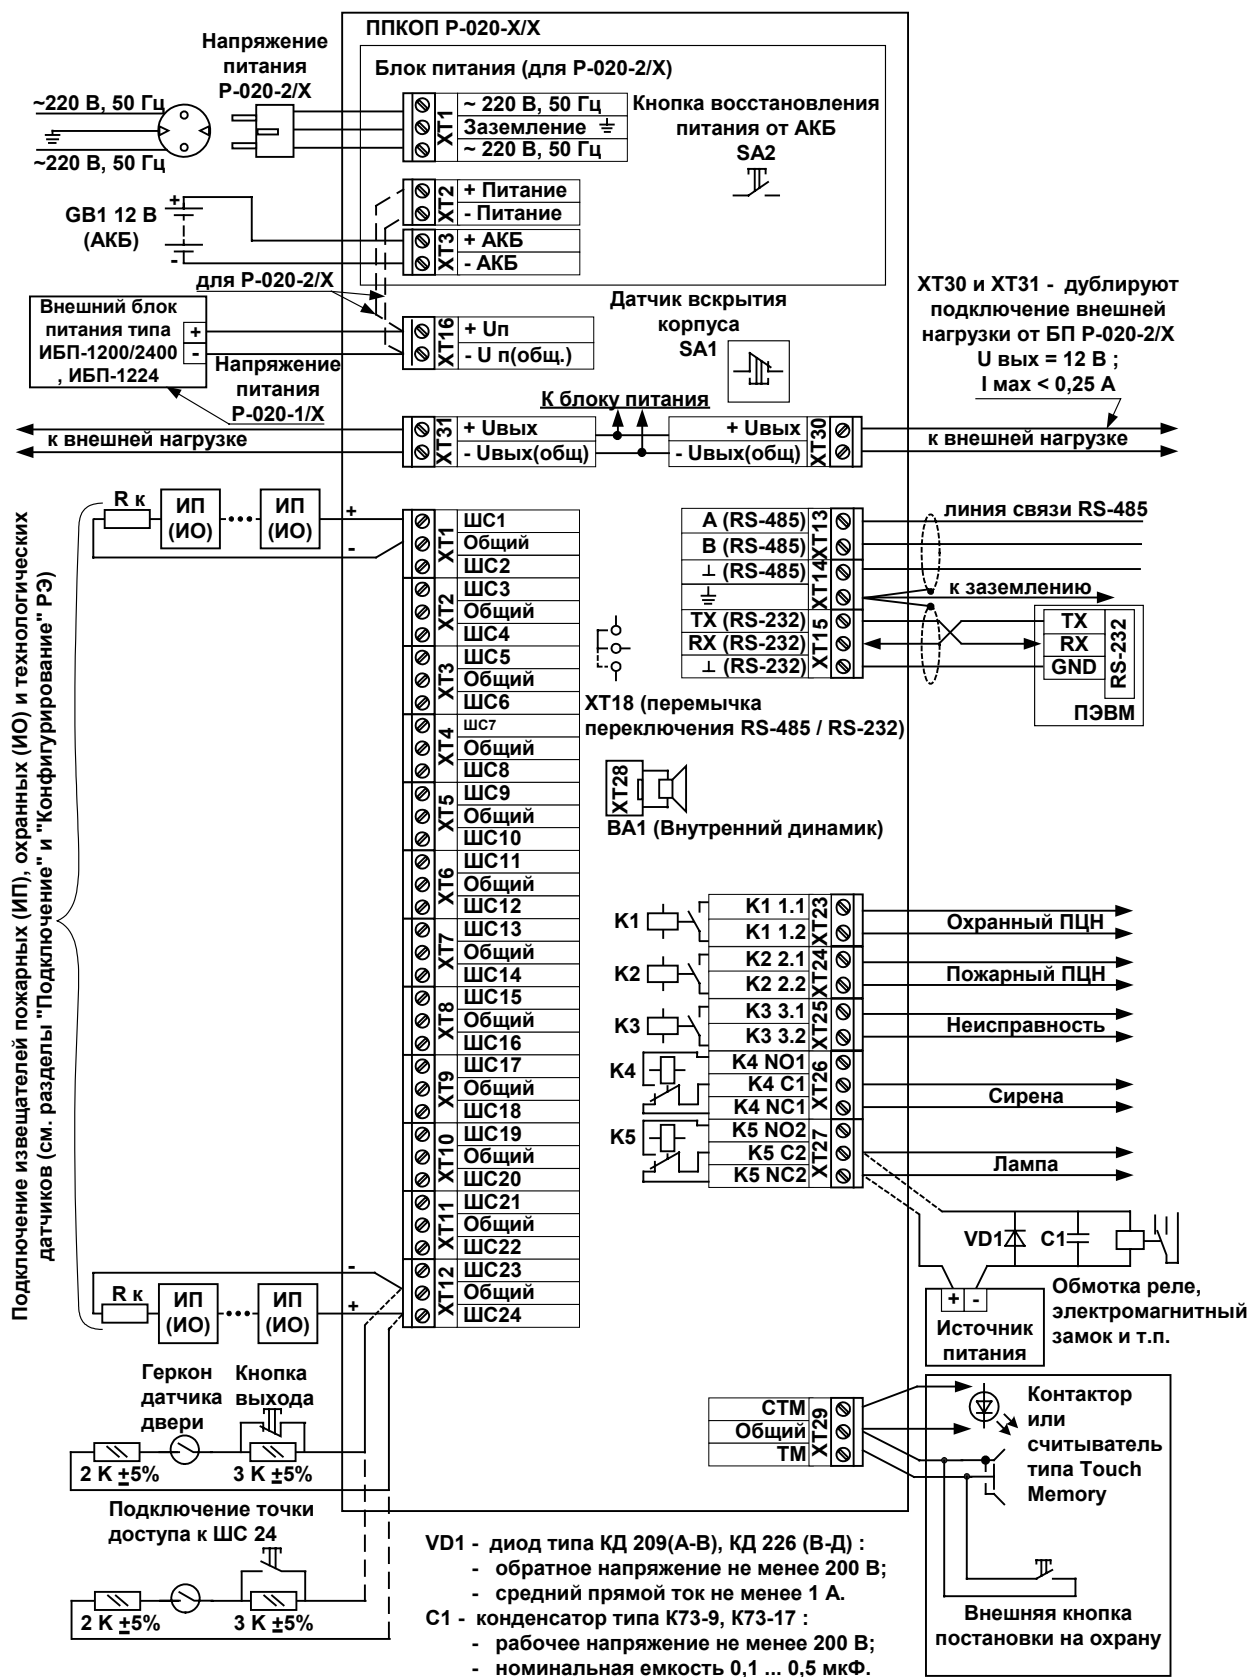 ППКОП Р-020-Х/Х
Напряжение
питания
Р-020-2/Х
Блок питания (для Р-020-2/Х)
~220 В, 50 Гц
~220 В, 50 Гц
XT1
~ 220 В, 50 Гц
Заземление
~ 220 В, 50 Гц
Кнопка восстановления
питания от АКБ
SA2
GB1 12 В
(АКБ)
+
-
XT2
+ Питание
- Питание
XT3
+ АКБ
- АКБ
для Р-020-2/Х
Внешний блок
питания типа
ИБП-1200/2400
, ИБП-1224
+
-
Напряжение
питания
Р-020-1/Х
XT16
+ Uп
- U п(общ.)
Датчик вскрытия
корпуса
SA1
ХТ30 и ХТ31 - дублируют
подключение внешней
нагрузки от БП Р-020-2/Х
U вых = 12 В ;
I мах < 0,25 А
К блоку питания
к внешней нагрузке
XT31
+ Uвых
- Uвых(общ)
+ Uвых
- Uвых(общ)
XT30
к внешней нагрузке
Подключение извещателей пожарных (ИП), охранных (ИО) и технологических
датчиков (см. разделы "Подключение" и "Конфигурирование" РЭ)
R к
ИП
(ИО)
ИП
(ИО)
+
-
XT1
ШС1
Общий
ШС2
XT2
ШС3
Общий
ШС4
XT3
ШС5
Общий
ШС6
XT4
ШС7
Общий
ШС8
XT5
ШС9
Общий
ШС10
XT6
ШС11
Общий
ШС12
XT7
ШС13
Общий
ШС14
XT8
ШС15
Общий
ШС16
XT9
ШС17
Общий
ШС18
XT10
ШС19
Общий
ШС20
XT11
ШС21
Общий
ШС22
XT12
ШС23
Общий
ШС24
A (RS-485)
B (RS-485)
XT13
⊥ (RS-485)
XT14
TX (RS-232)
RX (RS-232)
⊥ (RS-232)
XT15
линия связи RS-485
к заземлению
TX
RX
GND
RS-232
ПЭВМ
XT18 (перемычка
переключения RS-485 / RS-232)
XT28
ВА1 (Внутренний динамик)
K1
K1 1.1
K1 1.2
XT23
Охранный ПЦН
K2
K2 2.1
K2 2.2
XT24
Пожарный ПЦН
K3
K3 3.1
K3 3.2
XT25
Неисправность
K4
K4 NO1
K4 C1
K4 NC1
XT26
Сирена
K5
K5 NO2
K5 C2
K5 NC2
XT27
Лампа
VD1
C1
Обмотка реле,
электромагнитный
замок и т.п.
+ -
Источник
питания
R к
ИП
(ИО)
ИП
(ИО)
-
+
Геркон
датчика
двери
Кнопка
выхода
2 K ±5%
3 K ±5%
Подключение точки
доступа к ШС 24
2 K ±5%
3 K ±5%
СТМ
Общий
ТМ
XT29
Контактор
или
считыватель
типа Touch
Memory
Внешняя кнопка
постановки на охрану
VD1 - диод типа КД 209(А-В), КД 226 (В-Д) :
- обратное напряжение не менее 200 В;
- средний прямой ток не менее 1 А.
С1 - конденсатор типа К73-9, К73-17 :
- рабочее напряжение не менее 200 В;
- номинальная емкость 0,1 ... 0,5 мкФ.